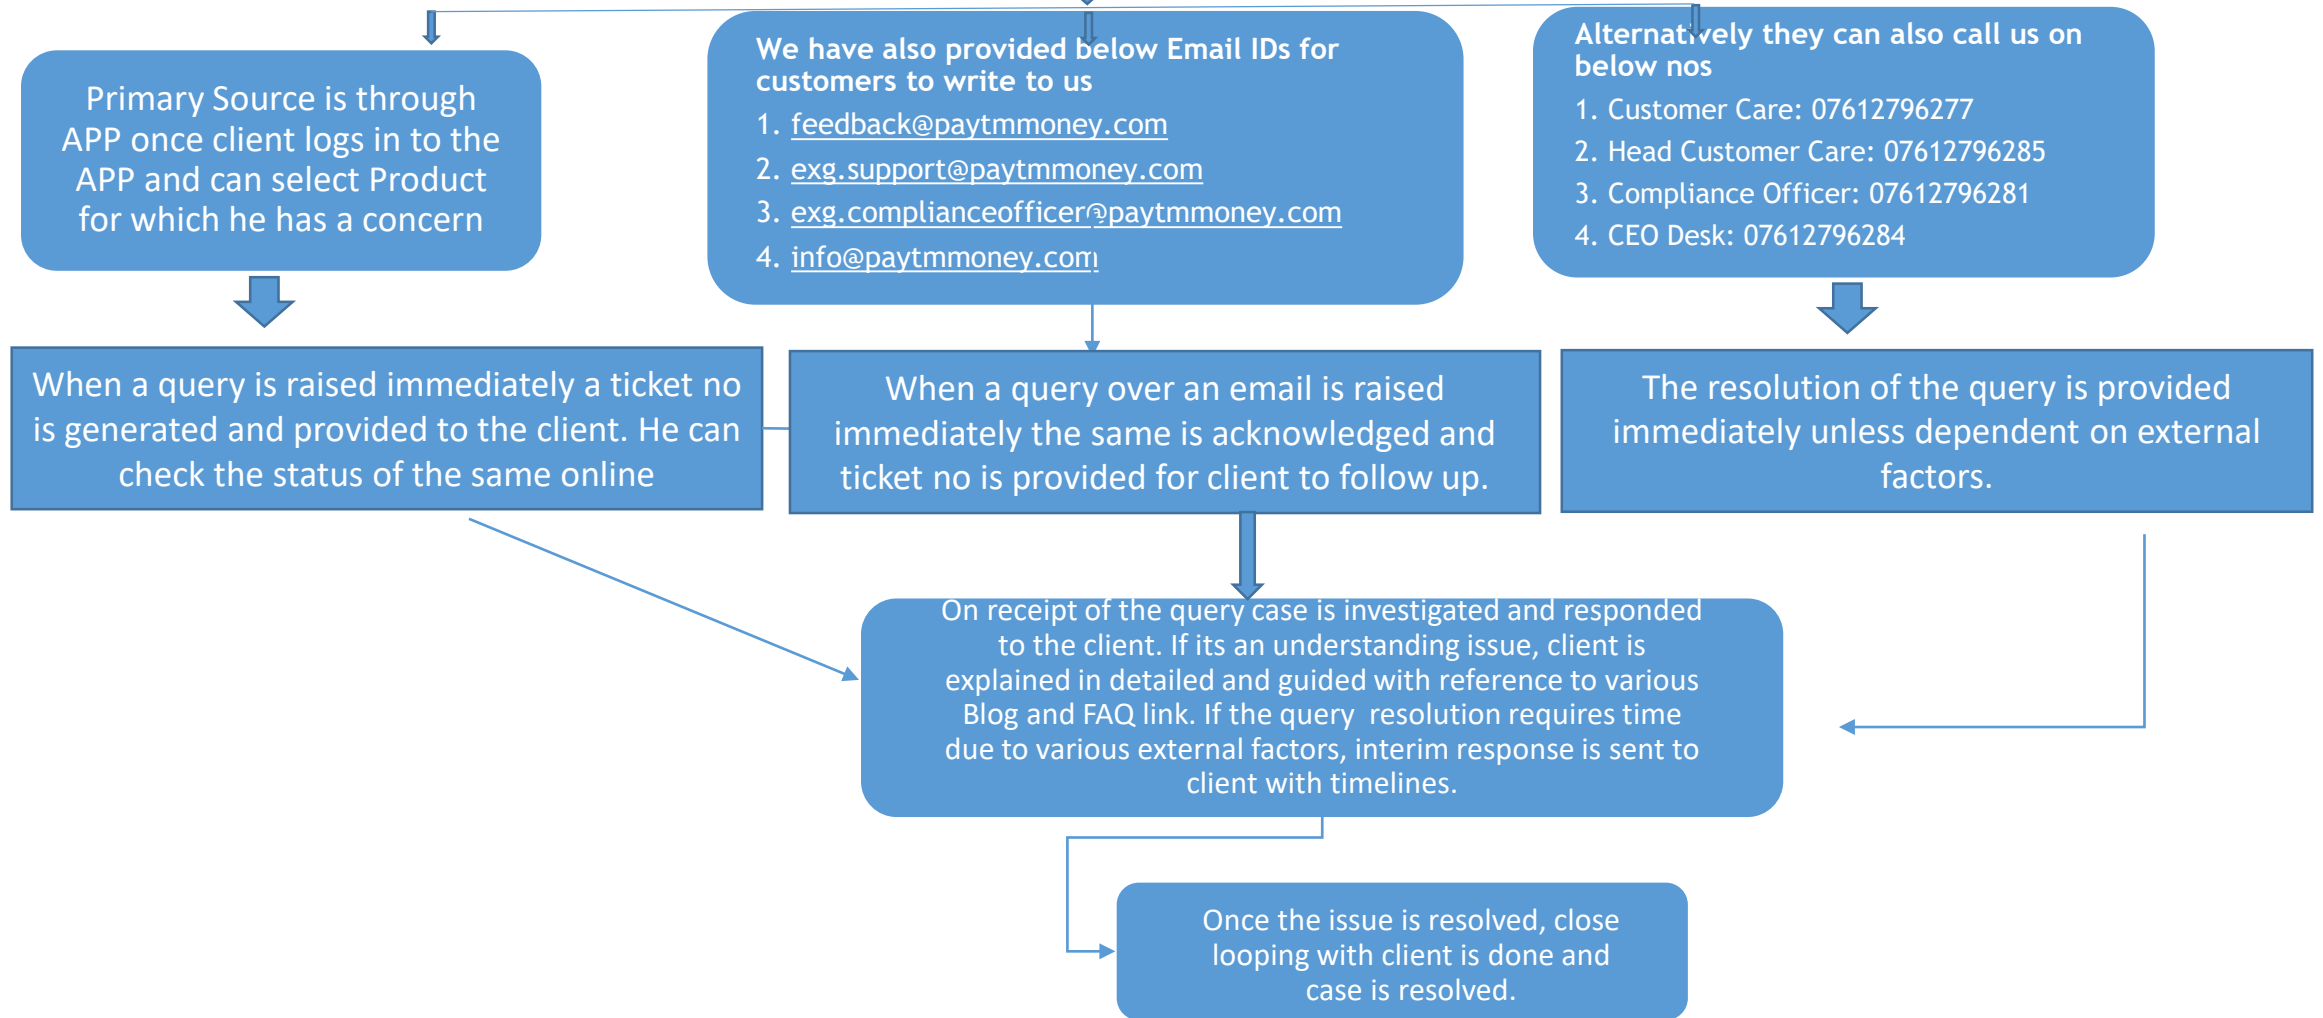 Primary Source is through
APP once client logs in to the
APP and can select Product
for which he has a concern
We have also provided below Email IDs for
customers to write to us
1. feedback@paytmmoney.com
2. exg.support@paytmmoney.com
3. exg.complianceofficer@paytmmoney.com
4. info@paytmmoney.com
Alternatively they can also call us on
below nos
1. Customer Care: 07612796277
2. Head Customer Care: 07612796285
3. Compliance Officer: 07612796281
4. CEO Desk: 07612796284
When a query is raised immediately a ticket no
is generated and provided to the client. He can
check the status of the same online
When a query over an email is raised
immediately the same is acknowledged and
ticket no is provided for client to follow up.
The resolution of the query is provided
immediately unless dependent on external
factors.
On receipt of the query case is investigated and responded
to the client. If its an understanding issue, client is
explained in detailed and guided with reference to various
Blog and FAQ link. If the query  resolution requires time
due to various external factors, interim response is sent to
client with timelines.
Once the issue is resolved, close
looping with client is done and
case is resolved.